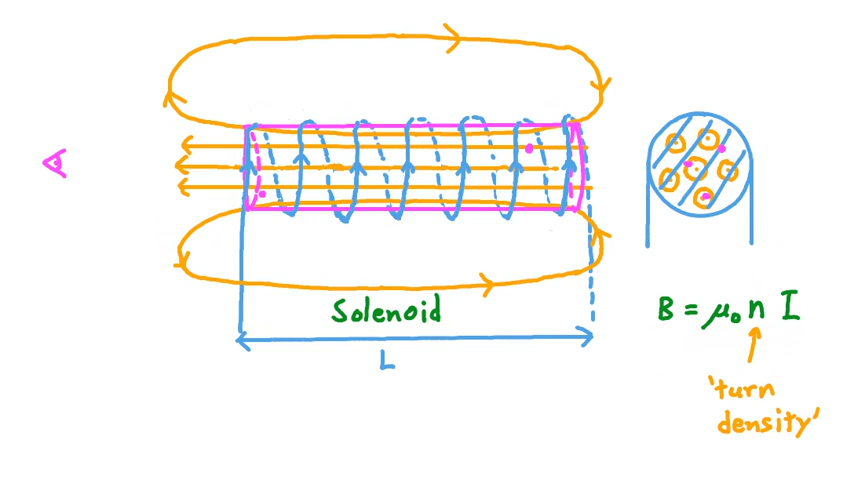 Solenoid
L
B = μ₀ n I
'turn
density'